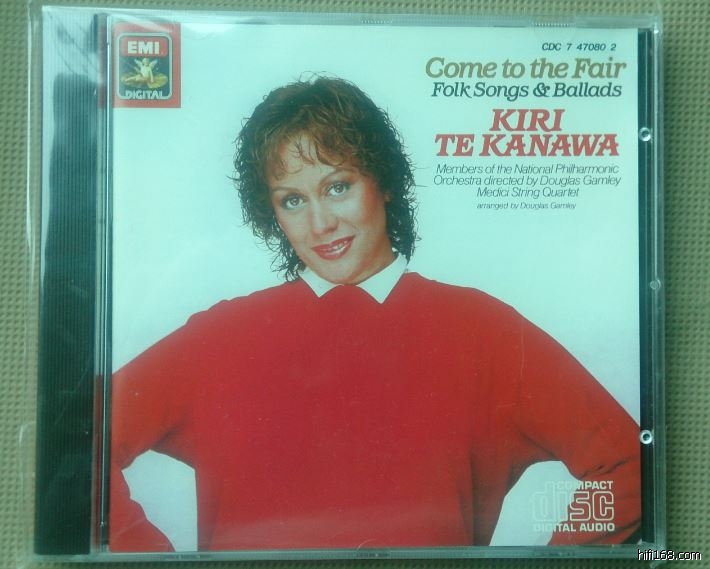 EMI
DIGITAL
CDC 7 47080 2
Come to the Fair
Folk Songs & Ballads
KIRI
TE KANAWA
Members of the National Philharmonic
Orchestra directed by Douglas Gamley
Medici String Quartet
arranged by Douglas Gamley
COMPACT
disc
DIGITAL AUDIO
hifi168.com